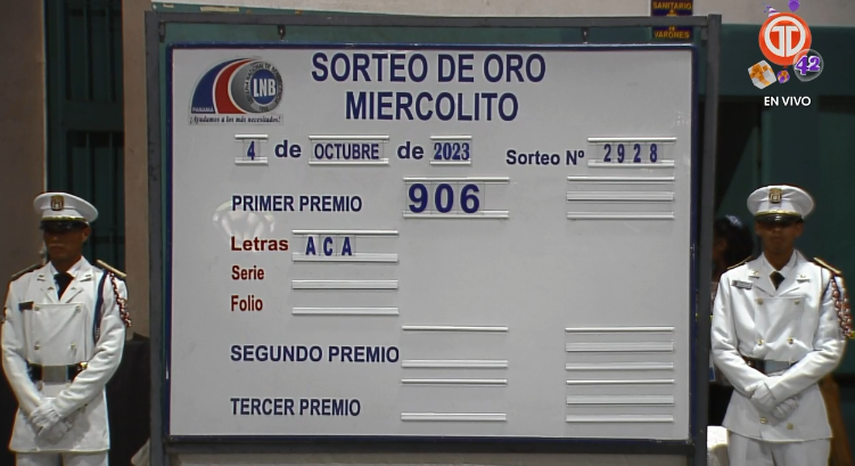 SANITARIO
VARONES
42
EN VIVO
LNB
PANAMÁ
¡Ayudamos a los más necesitados!
SORTEO DE ORO
MIERCOLITO
4 de OCTUBRE de 2023 Sorteo Nº 2928
PRIMER PREMIO 906
Letras ACA
Serie
Folio
SEGUNDO PREMIO
TERCER PREMIO